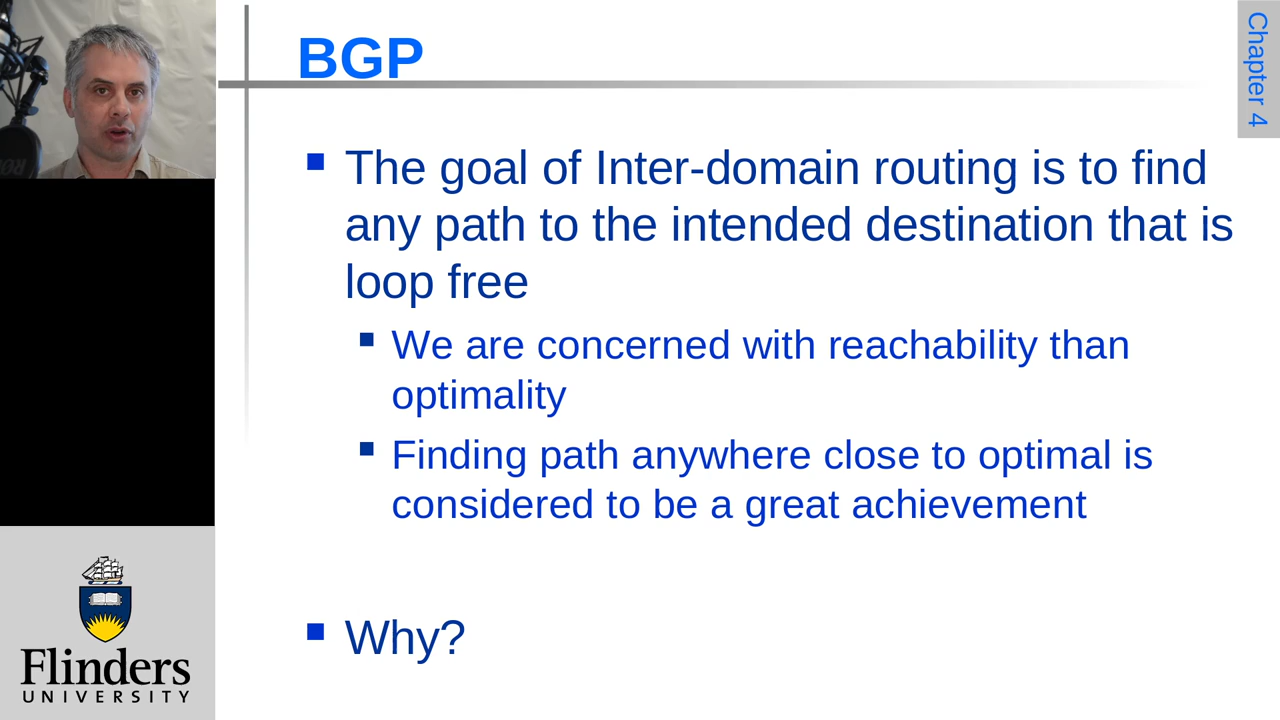 BGP
Chapter 4
The goal of Inter-domain routing is to find
any path to the intended destination that is
loop free
We are concerned with reachability than
optimality
Finding path anywhere close to optimal is
considered to be a great achievement
Why?
Flinders
UNIVERSITY